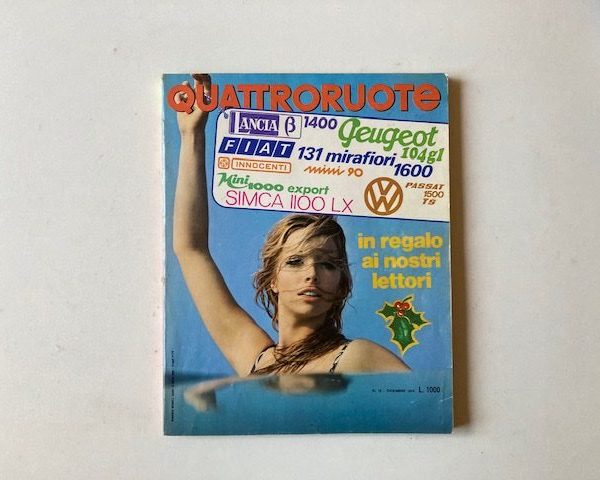 QUATTRORUOTE
LANCIA β 1400 Peugeot
FIAT 131 mirafiori 104gl
INNOCENTI mini 90 1600
Mini 1000 export
SIMCA 1100 LX
VW PASSAT
1500
TS
in regalo
ai nostri
lettori
L. 1000